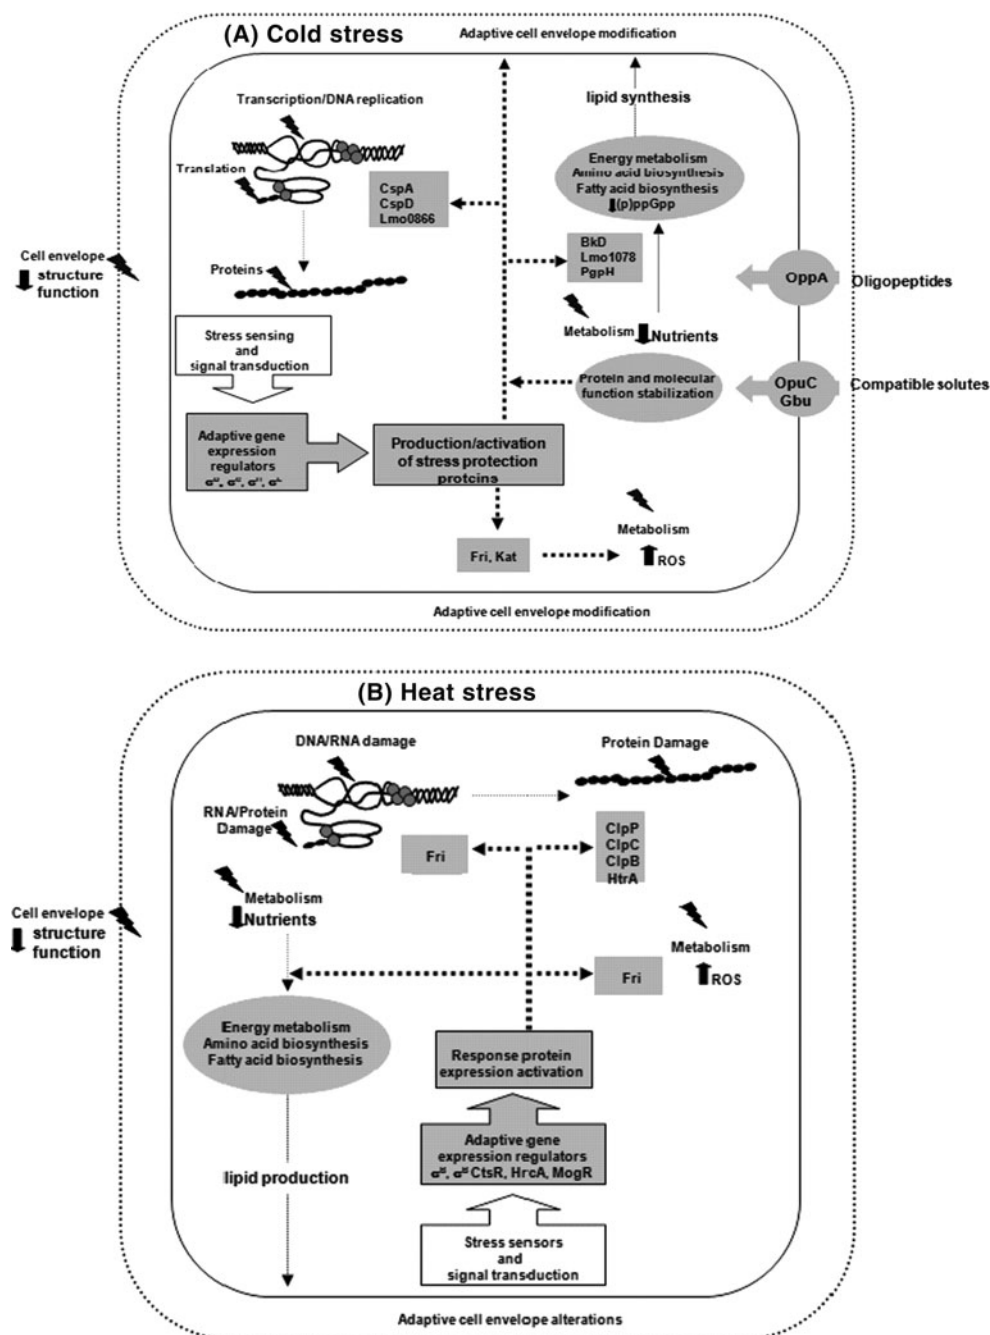 (A) Cold stress
Adaptive cell envelope modification
Transcription/DNA replication
lipid synthesis
Translation
Energy metabolism
Amino acid biosynthesis
Fatty acid biosynthesis
(p)ppGpp
CspA
CspD
Lmo0866
BkD
Lmo1078
PgpH
Cell envelope
structure
function
Proteins
OppA
Oligopeptides
Metabolism
Nutrients
Stress sensing
and
signal transduction
Protein and molecular
function stabilization
OpuC
Gbu
Compatible solutes
Adaptive gene
expression
regulators
Production/activation
of stress protection
proteins
Metabolism
ROS
Fri, Kat
Adaptive cell envelope modification
(B) Heat stress
DNA/RNA damage
Protein Damage
RNA/Protein
Damage
Fri
ClpP
ClpC
ClpB
HtrA
Metabolism
Nutrients
Cell envelope
structure
function
Metabolism
ROS
Fri
Energy metabolism
Amino acid biosynthesis
Fatty acid biosynthesis
Response protein
expression activation
Adaptive gene
expression regulators
CtsR, HrcA, MogR
lipid production
Stress sensors
and
signal transduction
Adaptive cell envelope alterations